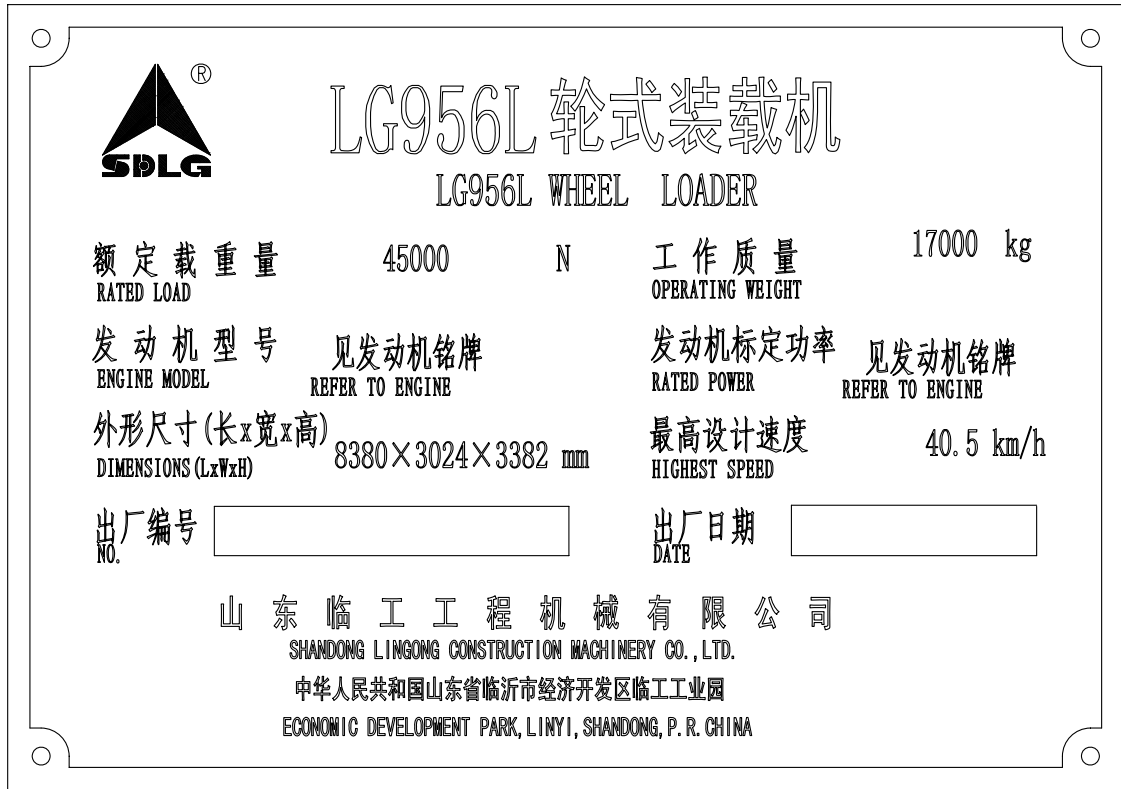 ®
SDLG
LG956L 轮式装载机
LG956L WHEEL LOADER
额定载重量 45000 N
RATED LOAD
工作质量 17000 kg
OPERATING WEIGHT
发动机型号 见发动机铭牌
ENGINE MODEL REFER TO ENGINE
发动机标定功率 见发动机铭牌
RATED POWER REFER TO ENGINE
外形尺寸(长x宽x高) 8380×3024×3382 mm
DIMENSIONS(LxWxH)
最高设计速度 40.5 km/h
HIGHEST SPEED
出厂编号
NO.
出厂日期
DATE
山东临工工程机械有限公司
SHANDONG LINGONG CONSTRUCTION MACHINERY CO.,LTD.
中华人民共和国山东省临沂市经济开发区临工工业园
ECONOMIC DEVELOPMENT PARK,LINYI,SHANDONG,P.R.CHINA